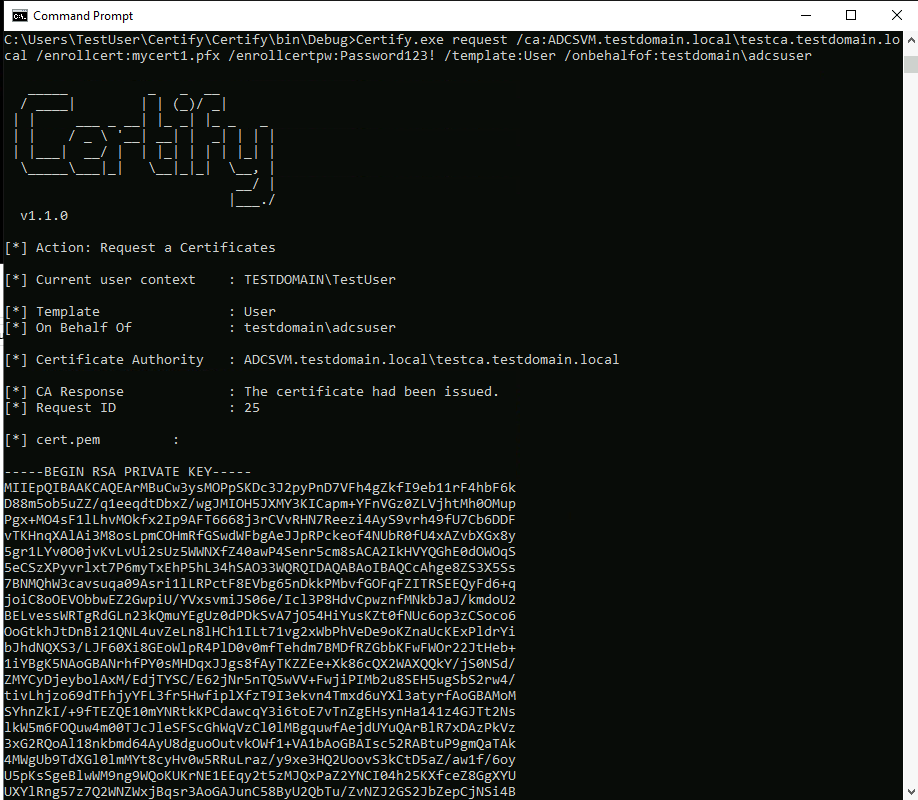 Command Prompt
C:\Users\TestUser\Certify\Certify\bin\Debug>Certify.exe request /ca:ADCSVM.testdomain.local\testca.testdomain.lo
cal /enrollcert:mycert1.pfx /enrollcertpw:Password123! /template:User /onbehalfof:testdomain\adcsuser
Certify
v1.1.0
[*] Action: Request a Certificates
[*] Current user context    : TESTDOMAIN\TestUser
[*] Template                : User
[*] On Behalf Of            : testdomain\adcsuser
[*] Certificate Authority   : ADCSVM.testdomain.local\testca.testdomain.local
[*] CA Response             : The certificate had been issued.
[*] Request ID              : 25
[*] cert.pem         :
-----BEGIN RSA PRIVATE KEY-----
MIIEpQIBAAKCAQEArMBuCw3ysMOPpSKDc3J2pyPnD7VFh4gZkfI9eb11rF4hbF6k
D88m5ob5uZZ/q1eeqdtDbxZ/wgJMIOH5JXMY3KICapm+YFnVGz0ZLVjhtMh0OMup
Pgx+MO4sF1lLhvMOkfx2Ip9AFT6668j3rCVvRHN7Reezi4AyS9vrh49fU7Cb6DDF
vTKHnqXAlAi3M8osLpmCOHmRfGSwdWFbgAeJJpRPckeof4NUbR0fU4xAZvbXGx8y
5gr1LYv0O0jvKvLvUi2sUz5WWNXfZ40awP4Senr5cm8sACA2IkHVYQGhE0dOWOqS
5eCSzXPyvrlxt7P6myTxEhP5hL34hSAO33WQRQIDAQABAoIBAQCcAhge8ZS3X5Ss
7BNMQhW3cavsuqa09Asri1lLRPctF8EVbg65nDkkPMbvfGOFqFZITRSEEQyFd6+q
joiC8oOEVObbwEZ2GwpiU/YVxsvmiJS06e/Icl3P8HdvCpwznfMNkbJaJ/kmdoU2
BELvessWRTgRdGLn23kQmuYEgUz0dPDkSvA7jO54HiYusKZt0fNUc6op3zCSoco6
OoGtkhJtDnBi21QNL4uvZeLn8lHCh1ILt71vg2xWbPhVeDe9oKZnaUcKExPldrYi
bJhdNQXS3/LJF60Xi8GEoWlpR4PlD0v0mfTehdm7BMDfRZGbbKFwFWOr22JtHeb+
1iYBgK5NAoGBANrhfPY0sMHDqxJJgs8fAyTKZZEe+Xk86cQX2WAXQQkY/jS0NSd/
ZMYCyDjeybolAxM/EdjTYSC/E62jNr5nTQ5wVV+FwjiPIMb2u8SEH5ugSbS2rw4/
tivLhjzo69dTFhjyYFL3fr5HwfiplXfzT9I3ekvn4Tmxd6uYXl3atyrfAoGBAMoM
SYhnZkI/+9fTEZQE10mYNRtkKPCdawcqY3i6toE7vTnZgEHsynHa141z4GJTt2Ns
lkW5m6FOQuw4m00TJcJleSFScGhWqVzCl0lMBgquwfAejdUYuQArBlR7xDAzPkVz
3xG2RQoAl18nkbmd64AyU8dguoOutvkOWf1+VA1bAoGBAIsc52RABtuP9gmQaTAk
4MWgUb9TdXGl0lmMYt8cyHv0w5RRuLraz/y9xe3HQ2UoovS3kCtD5aZ/aw1f/6oy
U5pKsSgeBlwWM9ng9WQoKUKrNE1EEqy2t5zMJQxPaZ2YNCI04h25KXfceZ8GgXYU
UXYlRng57z7Q2WNZWxjBqsr3AoGAJunC58ByU2QbTu/ZvNZJ2GS2JbZepCjNSi4B